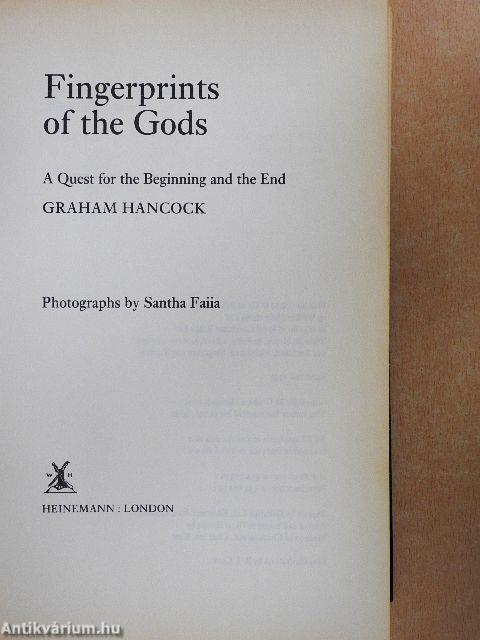 Fingerprints
of the Gods
A Quest for the Beginning and the End
GRAHAM HANCOCK
Photographs by Santha Faiia
W H
HEINEMANN : LONDON
Antikvárium.hu